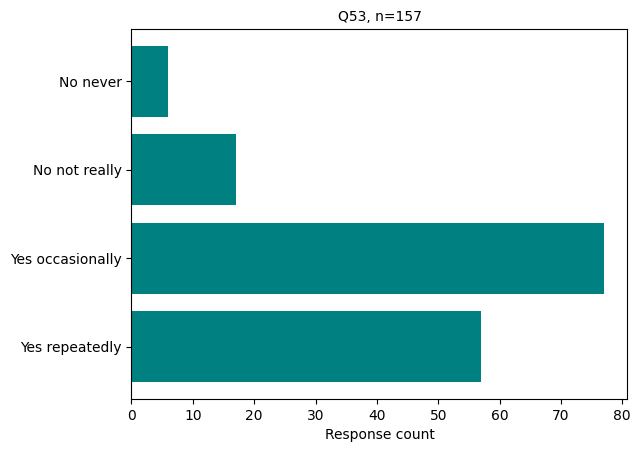 Q53, n=157
No never
No not really
Yes occasionally
Yes repeatedly
0 10 20 30 40 50 60 70 80
Response count